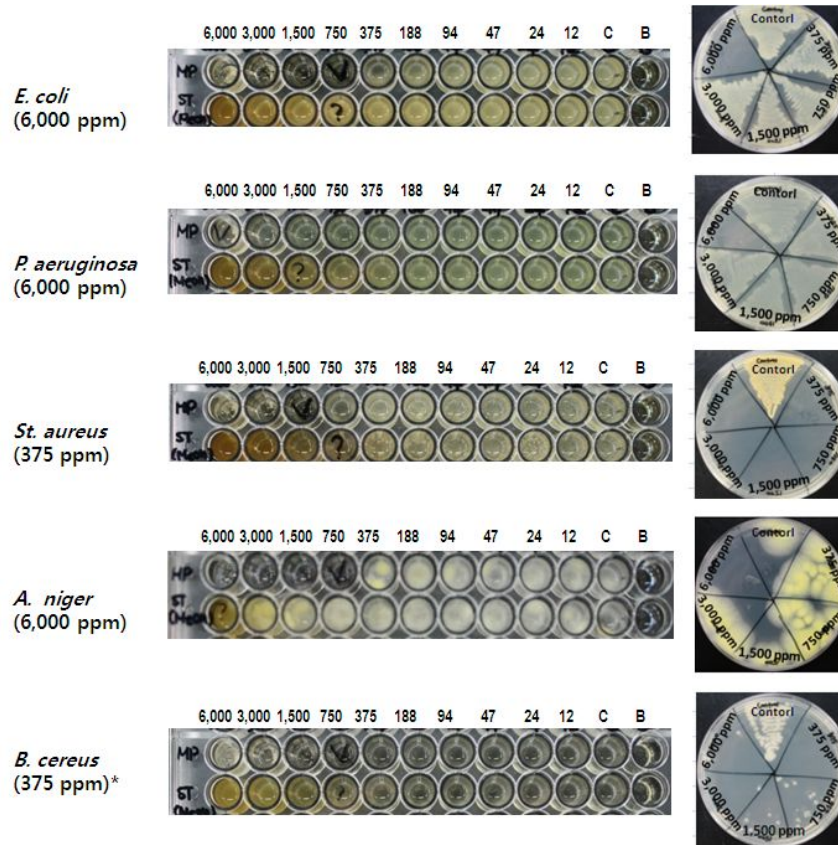 6,000 3,000 1,500 750 375 188 94 47 24 12 C B
E. coli
(6,000 ppm)
MP
ST
(Mean)
?
Contorl
375 ppm
750 ppm
1,500 ppm
3,000 ppm
6,000 ppm
6,000 3,000 1,500 750 375 188 94 47 24 12 C B
P. aeruginosa
(6,000 ppm)
MP
ST
(Mean)
?
Contorl
375 ppm
750 ppm
1,500 ppm
3,000 ppm
6,000 ppm
6,000 3,000 1,500 750 375 188 94 47 24 12 C B
St. aureus
(375 ppm)
MP
ST
(Mean)
?
Contorl
375 ppm
750 ppm
1,500 ppm
3,000 ppm
6,000 ppm
6,000 3,000 1,500 750 375 188 94 47 24 12 C B
A. niger
(6,000 ppm)
MP
ST
(Mean)
?
Contorl
375 ppm
750 ppm
1,500 ppm
3,000 ppm
6,000 ppm
6,000 3,000 1,500 750 375 188 94 47 24 12 C B
B. cereus
(375 ppm)*
MP
ST
(Mean)
?
Contorl
375 ppm
750 ppm
1,500 ppm
3,000 ppm
6,000 ppm